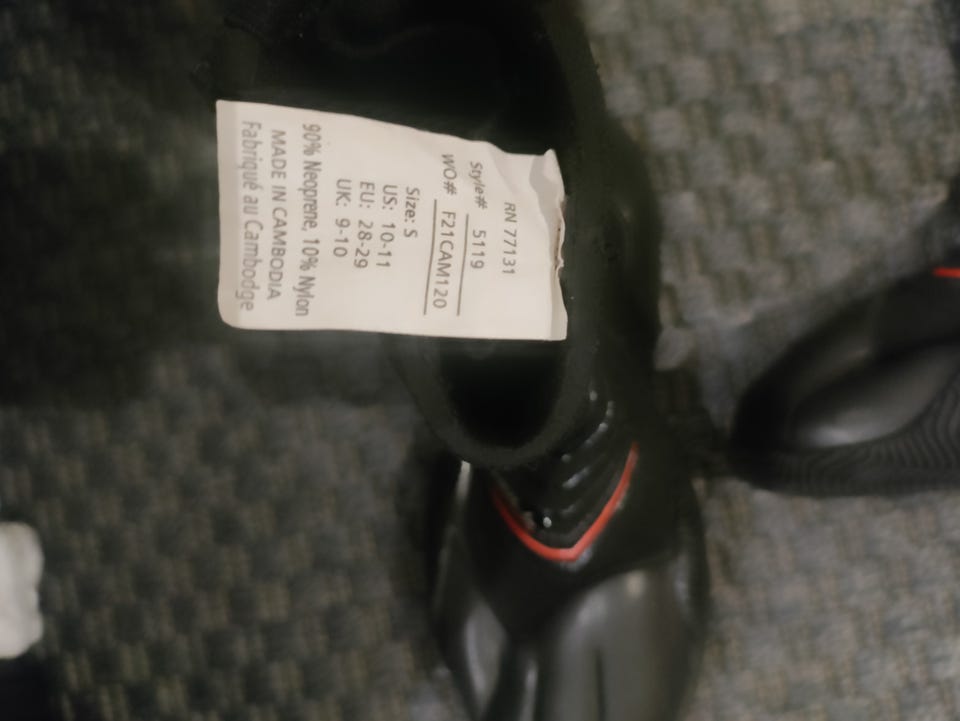 RN 77131
Style# 5119
WO# F21CAM120
Size: S
US: 10-11
EU: 28-29
UK: 9-10
90% Neoprene, 10% Nylon
MADE IN CAMBODIA
Fabriqué au Cambodge